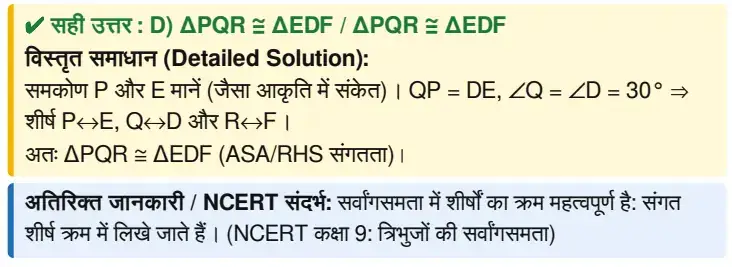 ✔ सही उत्तर : D) ΔPQR ≅ ΔEDF / ΔPQR ≅ ΔEDF
विस्तृत समाधान (Detailed Solution):
समकोण P और E मानें (जैसा आकृति में संकेत) । QP = DE, ∠Q = ∠D = 30° ⇒
शीर्ष P↔E, Q↔D और R↔F ।
अतः ΔPQR ≅ ΔEDF (ASA/RHS संगतता)।
अतिरिक्त जानकारी / NCERT संदर्भ: सर्वांगसमता में शीर्षों का क्रम महत्वपूर्ण है: संगत
शीर्ष क्रम में लिखे जाते हैं । (NCERT कक्षा 9: त्रिभुजों की सर्वांगसमता)